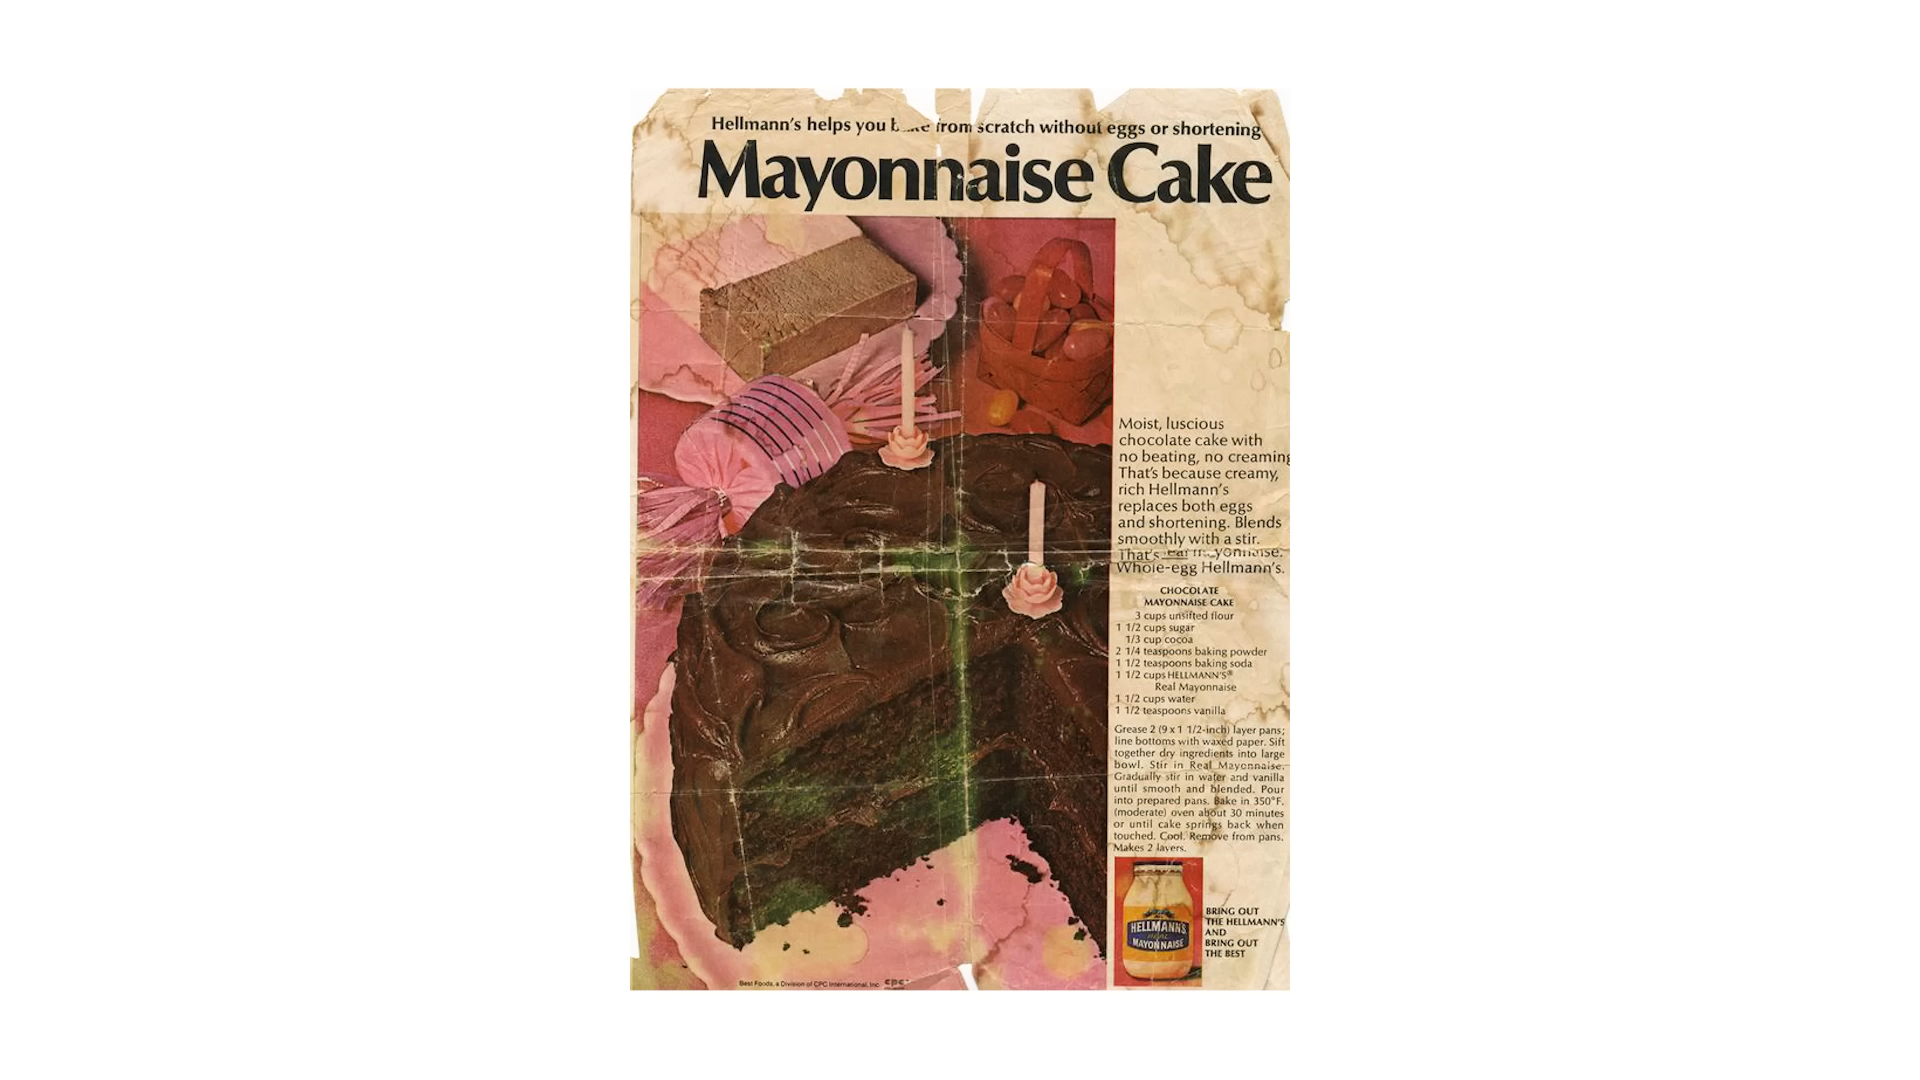 Hellmann's helps you from scratch without eggs or shortening
Mayonnaise Cake
Moist, luscious
chocolate cake with
no beating, no creaming
That's because creamy,
rich Hellmann's
replaces both eggs
and shortening. Blends
smoothly with a stir.
That's mayonnaise.
Whole-egg Hellmann's.
CHOCOLATE
MAYONNAISE CAKE
3 cups unsifted flour
1 1/2 cups sugar
1/3 cup cocoa
2 1/4 teaspoons baking powder
1 1/2 teaspoons baking soda
1 1/2 cups HELLMANN'S®
Real Mayonnaise
1 1/2 cups water
1 1/2 teaspoons vanilla
Grease 2 (9 x 1 1/2-inch) layer pans;
line bottoms with waxed paper. Sift
together dry ingredients into large
bowl. Stir in Real Mayonnaise.
Gradually stir in water and vanilla
until smooth and blended. Pour
into prepared pans. Bake in 350°F.
(moderate) oven about 30 minutes
or until cake springs back when
touched. Cool. Remove from pans.
Makes 2 layers.
HELLMANN'S
MAYONNAISE
BRING OUT
THE HELLMANN'S
AND
BRING OUT
THE BEST
Best Foods, a Division of CPC International, Inc. CPC